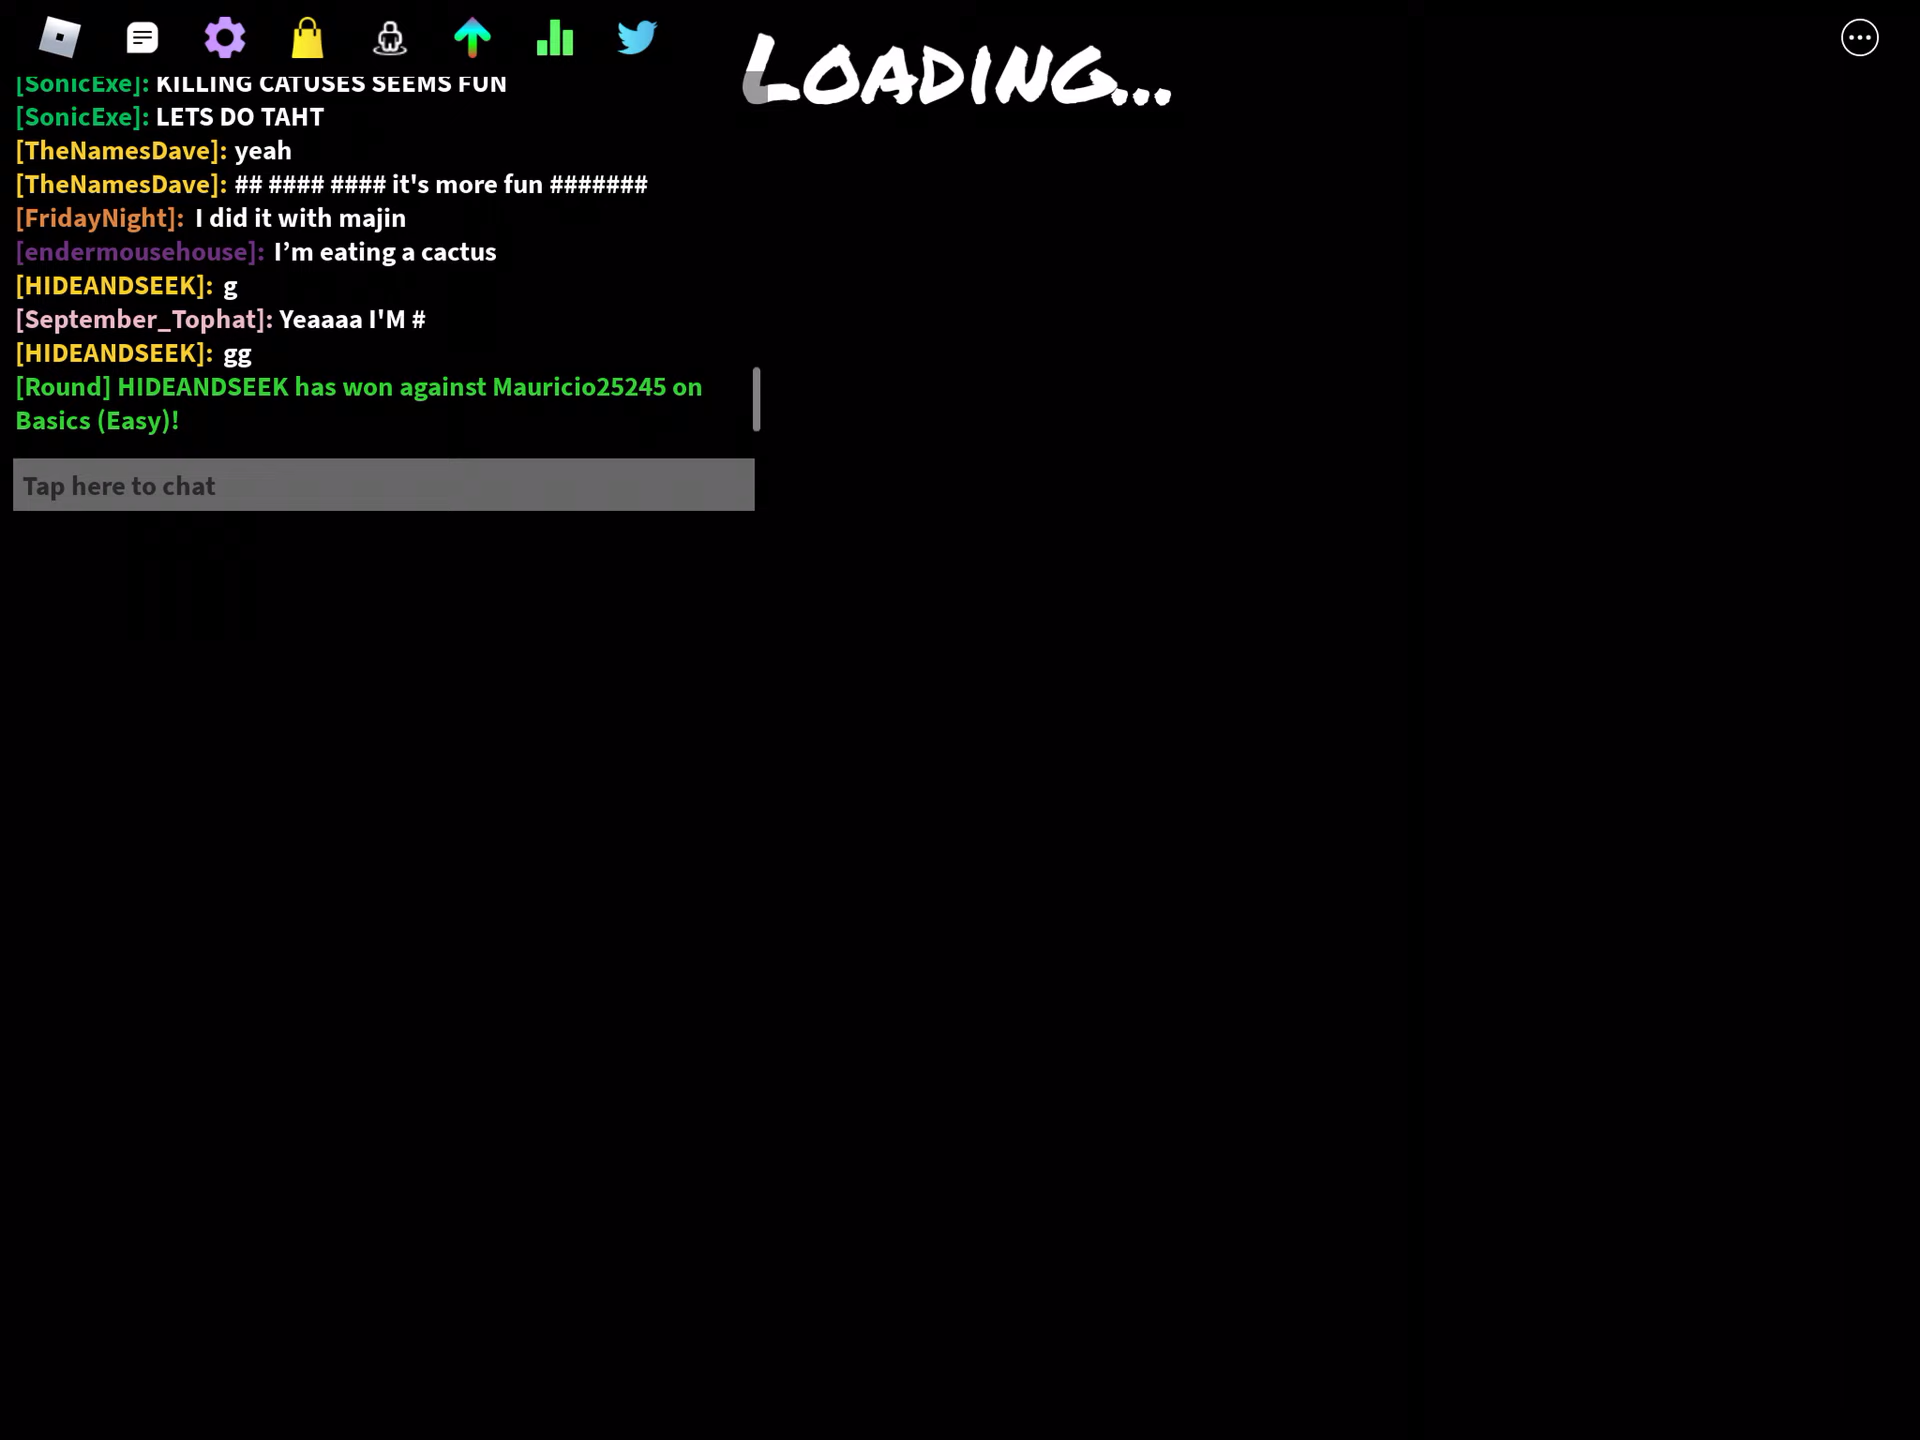 Loading...
[SonicExe]: KILLING CATUSES SEEMS FUN
[SonicExe]: LETS DO TAHT
[TheNamesDave]: yeah
[TheNamesDave]: ## #### #### it's more fun #######
[FridayNight]: I did it with majin
[endermousehouse]: I’m eating a cactus
[HIDEANDSEEK]: g
[September_Tophat]: Yeaaaa I'M #
[HIDEANDSEEK]: gg
[Round] HIDEANDSEEK has won against Mauricio25245 on
Basics (Easy)!
Tap here to chat